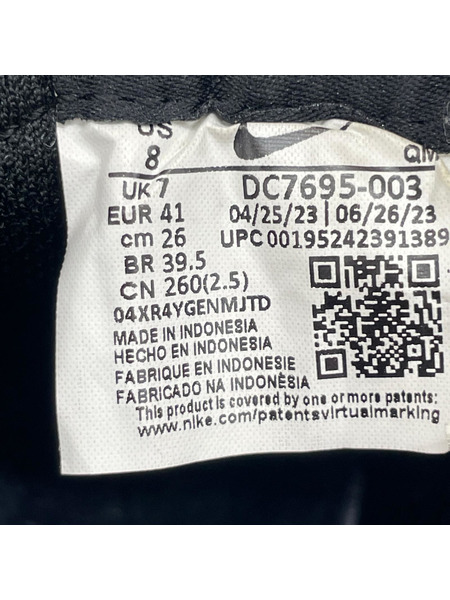 US
8
QM
UK 7 DC7695-003
EUR 41 04/25/23 | 06/26/23
cm 26 UPC 00195242391389
BR 39.5
CN 260(2.5)
04XR4YGENMJTD
MADE IN INDONESIA
HECHO EN INDONESIA
FABRIQUE EN INDONESIE
FABRICADO NA INDONÈSIA
This product is covered by one or more patents:
www.nike.com/patentsvirtualmarking